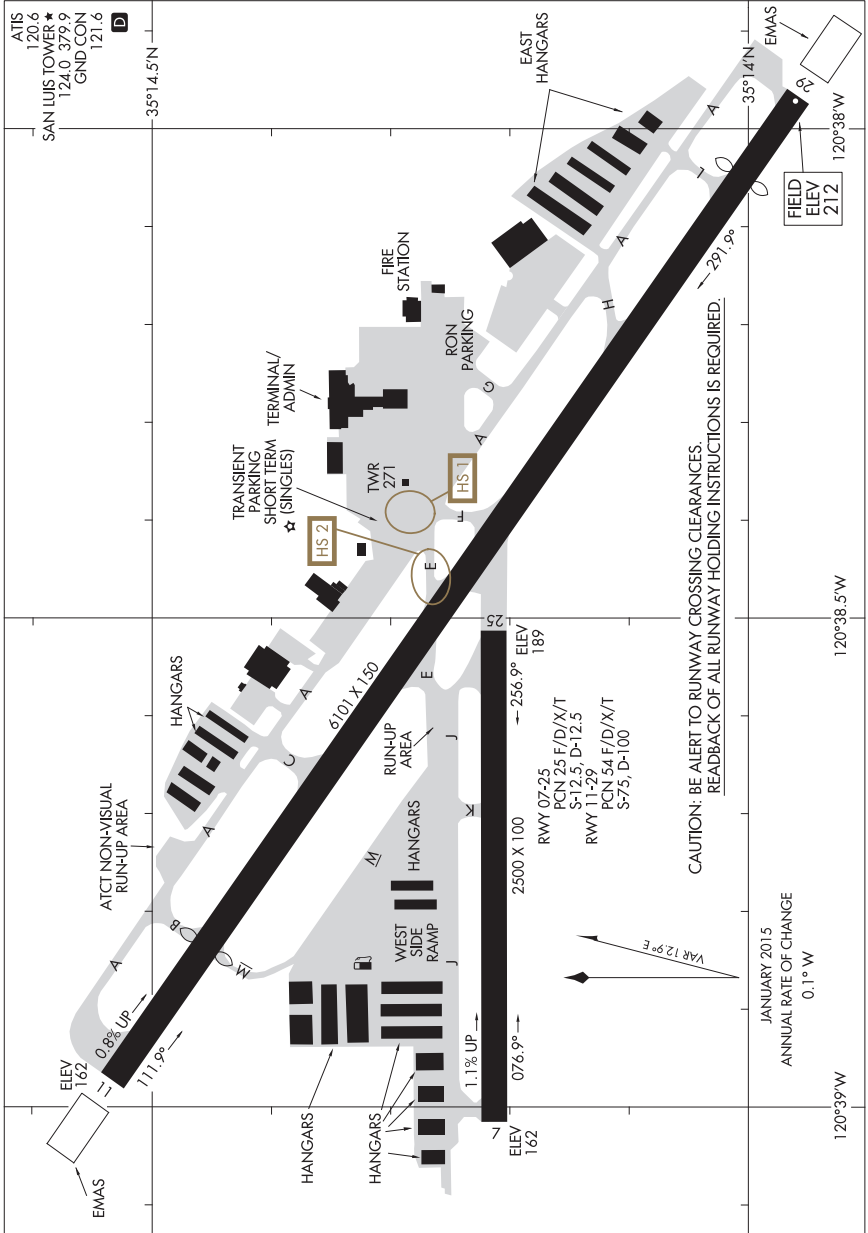 ATIS
120.6
SAN LUIS TOWER ★
124.0 379.9
GND CON
121.6
D
35°14.5'N
35°14'N
120°39'W
120°38.5'W
120°38'W
EMAS
ELEV
162
11
0.8% UP
111.9°
A
B
M
ATCT NON-VISUAL
RUN-UP AREA
A
HANGARS
C
A
6101 X 150
HS 2
TRANSIENT
PARKING
SHORT TERM
☆ (SINGLES)
TERMINAL/
ADMIN
TWR
271
HS 1
FIRE
STATION
RON
PARKING
EAST
HANGARS
E
F
A
G
H
A
L
A
291.9°
29
EMAS
FIELD
ELEV
212
HANGARS
HANGARS
WEST
SIDE
RAMP
HANGARS
M
RUN-UP
AREA
E
J
K
J
7
ELEV
162
1.1% UP
076.9°
2500 X 100
256.9°
25
ELEV
189
RWY 07-25
PCN 25 F/D/X/T
S-12.5, D-12.5
RWY 11-29
PCN 54 F/D/X/T
S-75, D-100
CAUTION: BE ALERT TO RUNWAY CROSSING CLEARANCES.
READBACK OF ALL RUNWAY HOLDING INSTRUCTIONS IS REQUIRED.
VAR 12.9° E
JANUARY 2015
ANNUAL RATE OF CHANGE
0.1° W